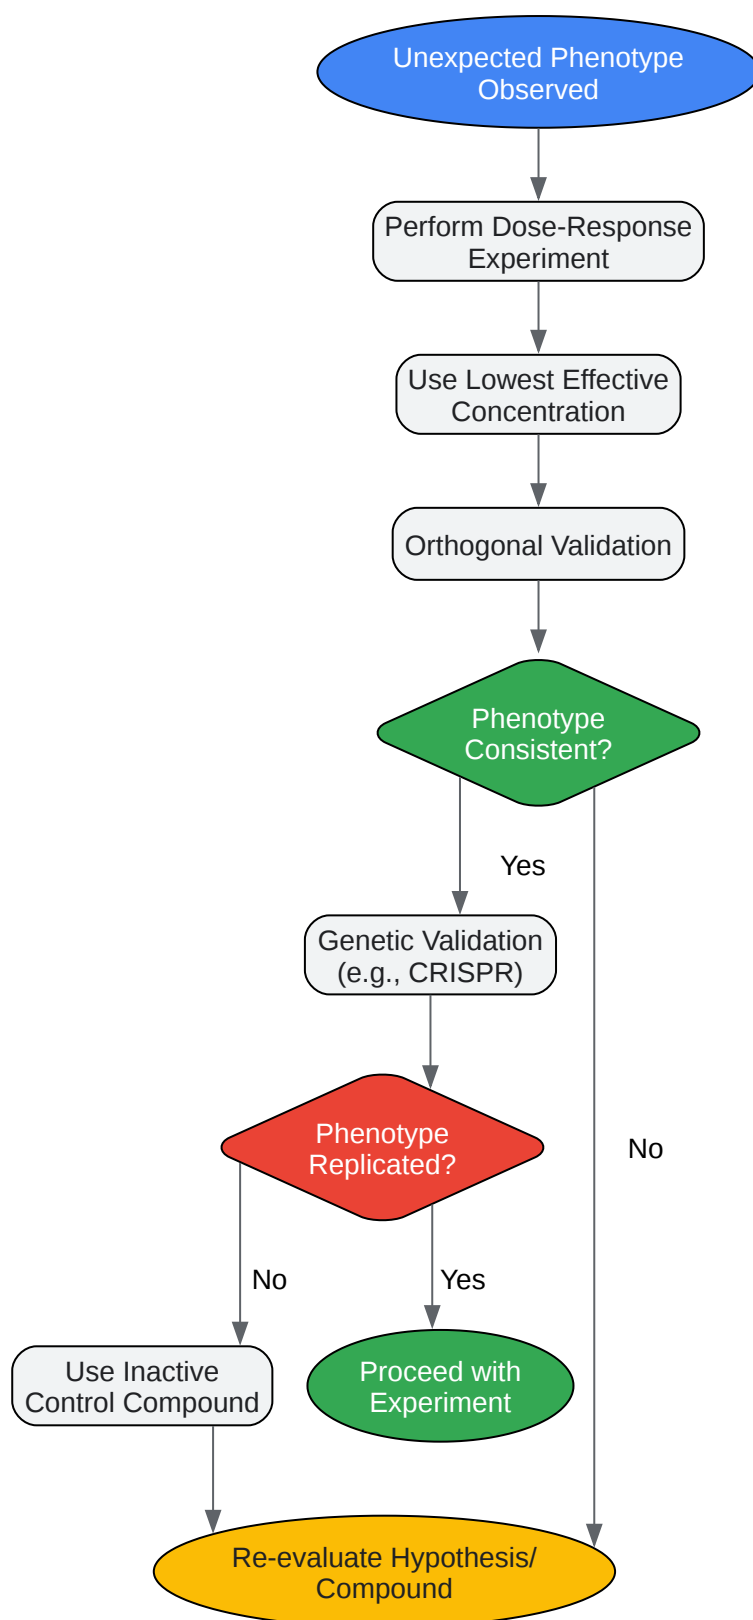 Unexpected Phenotype
Observed
Perform Dose-Response
Experiment
Use Lowest Effective
Concentration
Orthogonal Validation
Phenotype
Consistent?
Yes
Genetic Validation
(e.g., CRISPR)
Phenotype
Replicated?
No
No
Yes
Use Inactive
Control Compound
Proceed with
Experiment
Re-evaluate Hypothesis/
Compound